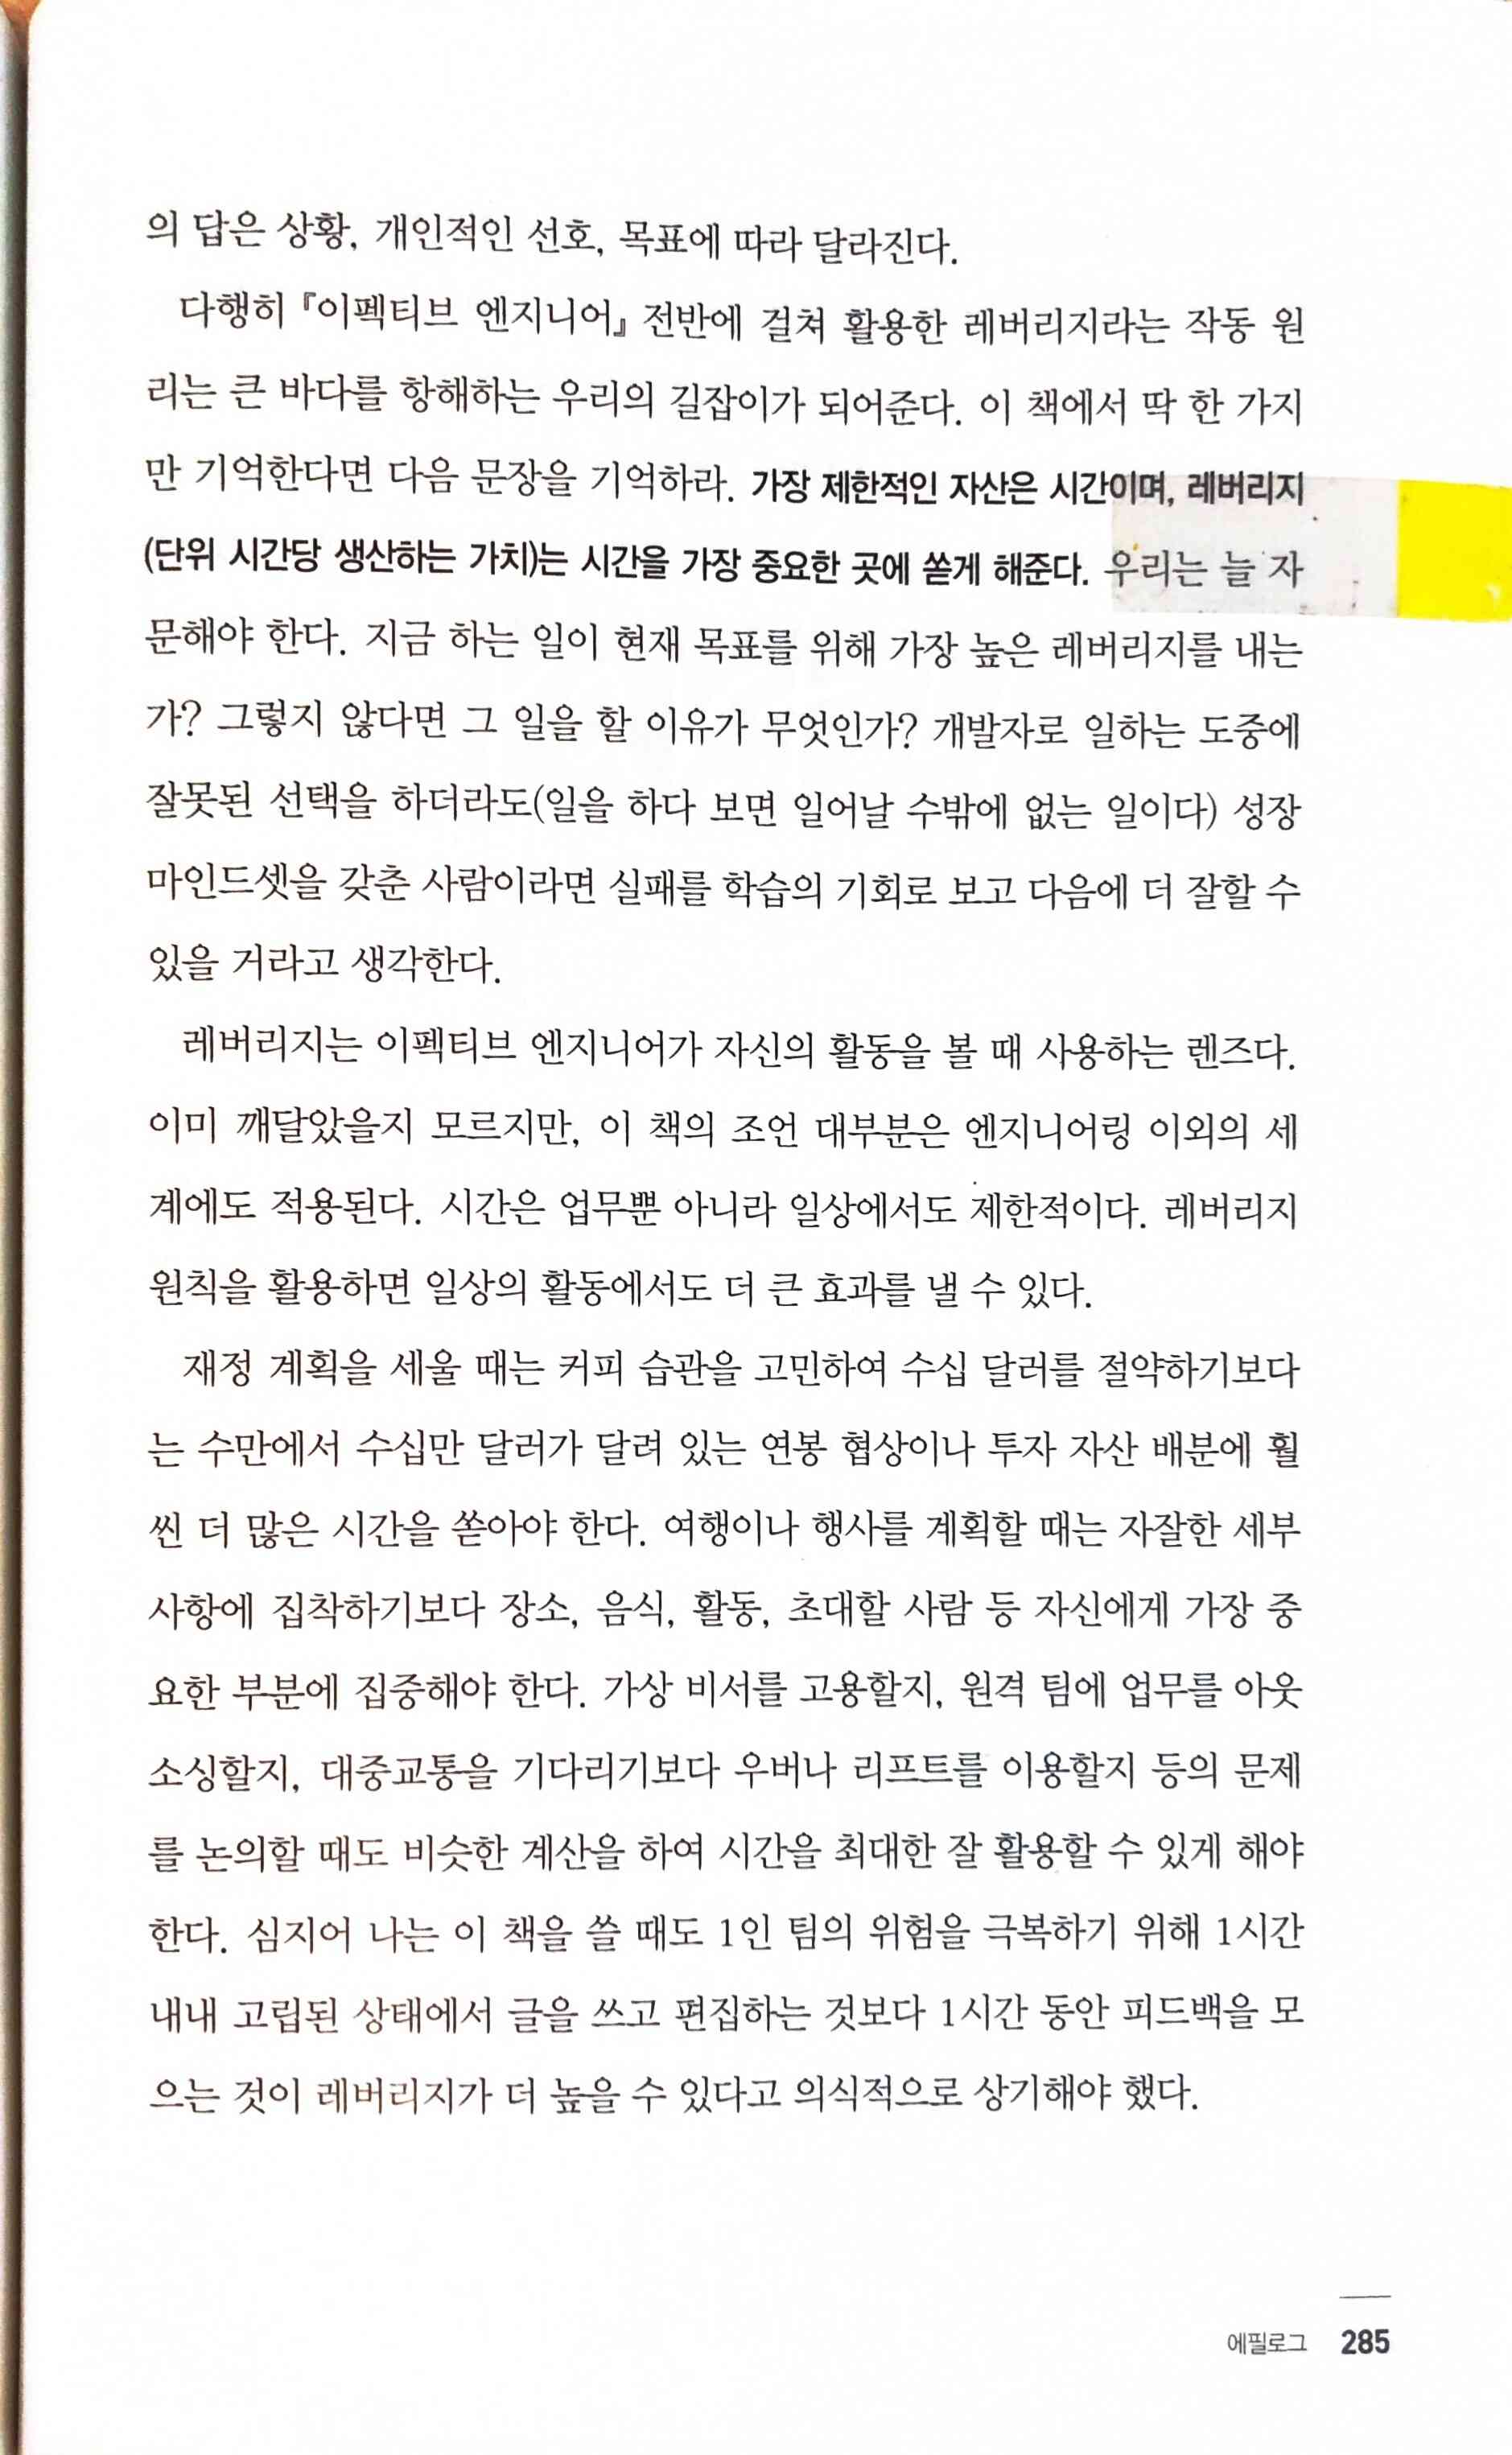 의 답은 상황, 개인적인 선호, 목표에 따라 달라진다.
다행히 『이펙티브 엔지니어』 전반에 걸쳐 활용한 레버리지라는 작동 원
리는 큰 바다를 항해하는 우리의 길잡이가 되어준다. 이 책에서 딱 한 가지
만 기억한다면 다음 문장을 기억하라. 가장 제한적인 자산은 시간이며, 레버리지
(단위 시간당 생산하는 가치)는 시간을 가장 중요한 곳에 쏟게 해준다. 우리는 늘 자
문해야 한다. 지금 하는 일이 현재 목표를 위해 가장 높은 레버리지를 내는
가? 그렇지 않다면 그 일을 할 이유가 무엇인가? 개발자로 일하는 도중에
잘못된 선택을 하더라도(일을 하다 보면 일어날 수밖에 없는 일이다) 성장
마인드셋을 갖춘 사람이라면 실패를 학습의 기회로 보고 다음에 더 잘할 수
있을 거라고 생각한다.
레버리지는 이펙티브 엔지니어가 자신의 활동을 볼 때 사용하는 렌즈다.
이미 깨달았을지 모르지만, 이 책의 조언 대부분은 엔지니어링 이외의 세
계에도 적용된다. 시간은 업무뿐 아니라 일상에서도 제한적이다. 레버리지
원칙을 활용하면 일상의 활동에서도 더 큰 효과를 낼 수 있다.
재정 계획을 세울 때는 커피 습관을 고민하여 수십 달러를 절약하기보다
는 수만에서 수십만 달러가 달려 있는 연봉 협상이나 투자 자산 배분에 훨
씬 더 많은 시간을 쏟아야 한다. 여행이나 행사를 계획할 때는 자잘한 세부
사항에 집착하기보다 장소, 음식, 활동, 초대할 사람 등 자신에게 가장 중
요한 부분에 집중해야 한다. 가상 비서를 고용할지, 원격 팀에 업무를 아웃
소싱할지, 대중교통을 기다리기보다 우버나 리프트를 이용할지 등의 문제
를 논의할 때도 비슷한 계산을 하여 시간을 최대한 잘 활용할 수 있게 해야
한다. 심지어 나는 이 책을 쓸 때도 1인 팀의 위험을 극복하기 위해 1시간
내내 고립된 상태에서 글을 쓰고 편집하는 것보다 1시간 동안 피드백을 모
으는 것이 레버리지가 더 높을 수 있다고 의식적으로 상기해야 했다.
에필로그 285